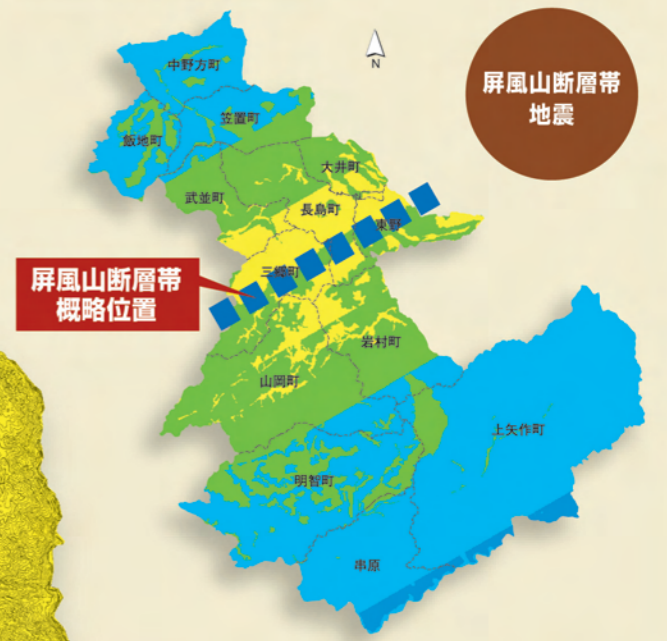 屏風山断層帯
地震
N
中野方町
笠置町
飯地町
大井町
武並町
長島町
東野
三郷町
屏風山断層帯
概略位置
岩村町
山岡町
上矢作町
明智町
串原